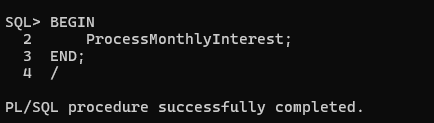 SQL> BEGIN
  2      ProcessMonthlyInterest;
  3  END;
  4  /
PL/SQL procedure successfully completed.